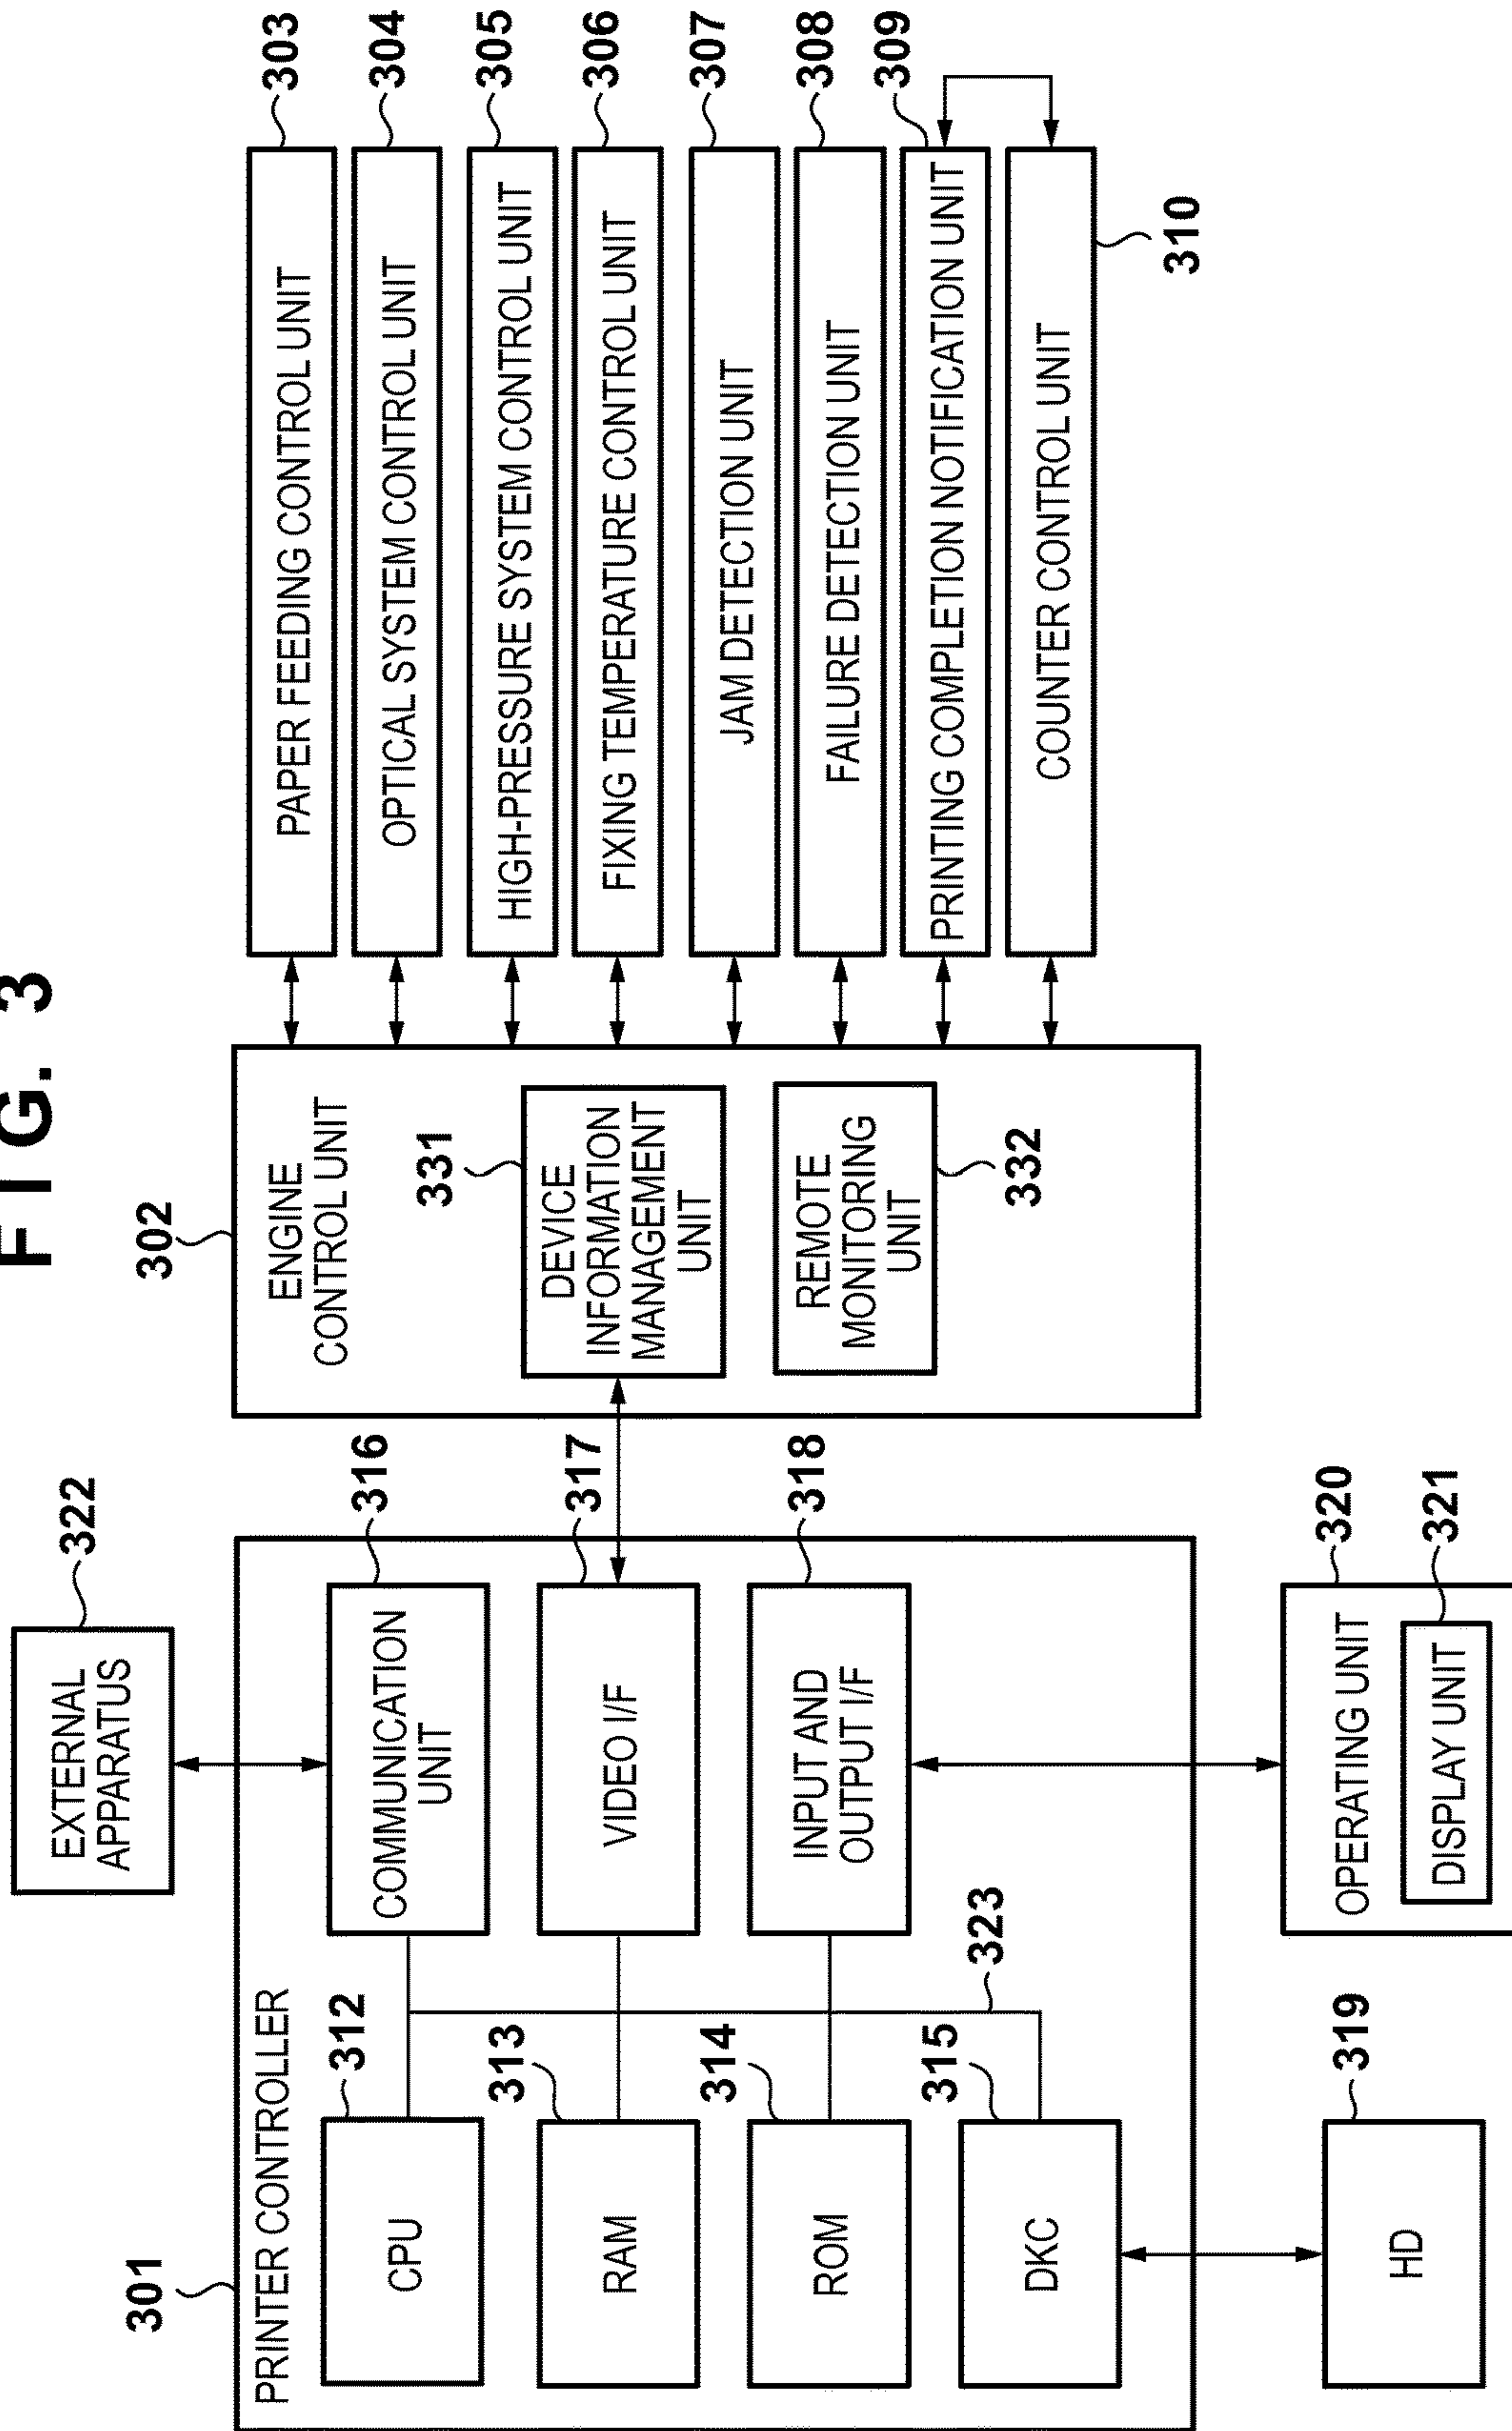 FIG. 3
322
EXTERNAL
APPARATUS
301
PRINTER CONTROLLER
312
CPU
313
RAM
314
ROM
315
DKC
323
316
COMMUNICATION
UNIT
317
VIDEO I/F
318
INPUT AND
OUTPUT I/F
319
HD
320
OPERATING UNIT
321
DISPLAY UNIT
302
ENGINE
CONTROL UNIT
331
DEVICE
INFORMATION
MANAGEMENT
UNIT
REMOTE
MONITORING
UNIT
332
PAPER FEEDING CONTROL UNIT
303
OPTICAL SYSTEM CONTROL UNIT
304
HIGH-PRESSURE SYSTEM CONTROL UNIT
305
FIXING TEMPERATURE CONTROL UNIT
306
JAM DETECTION UNIT
307
FAILURE DETECTION UNIT
308
PRINTING COMPLETION NOTIFICATION UNIT
309
COUNTER CONTROL UNIT
310